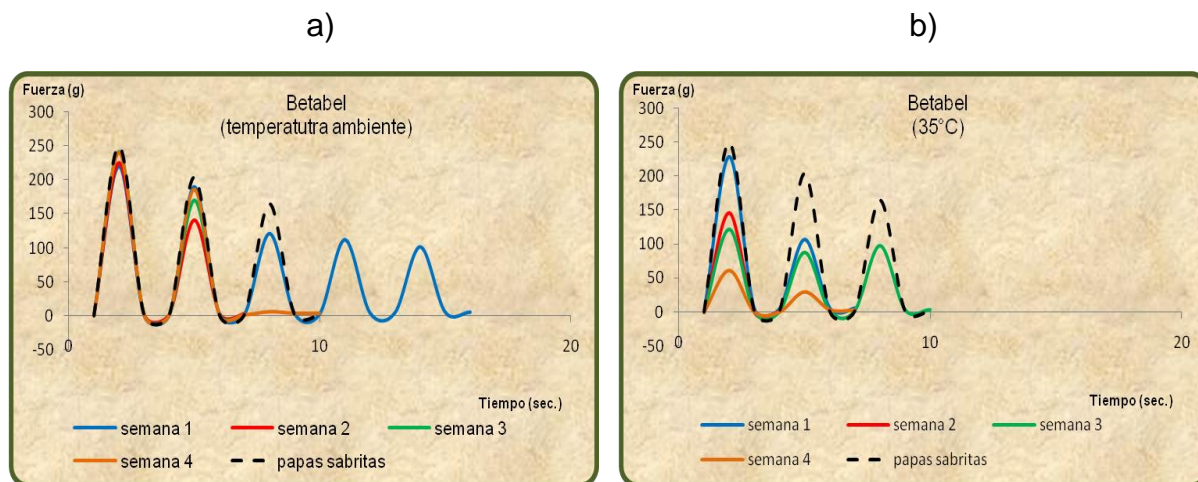 a)
b)
Fuerza (g)
Betabel
(temperatutra ambiente)
300
250
200
150
100
50
0
-50
0
10
20
Tiempo (sec.)
semana 1
semana 2
semana 3
semana 4
papas sabritas
Fuerza (g)
Betabel
(35°C)
300
250
200
150
100
50
0
-50
0
10
20
Tiempo (sec.)
semana 1
semana 2
semana 3
semana 4
papas sabritas